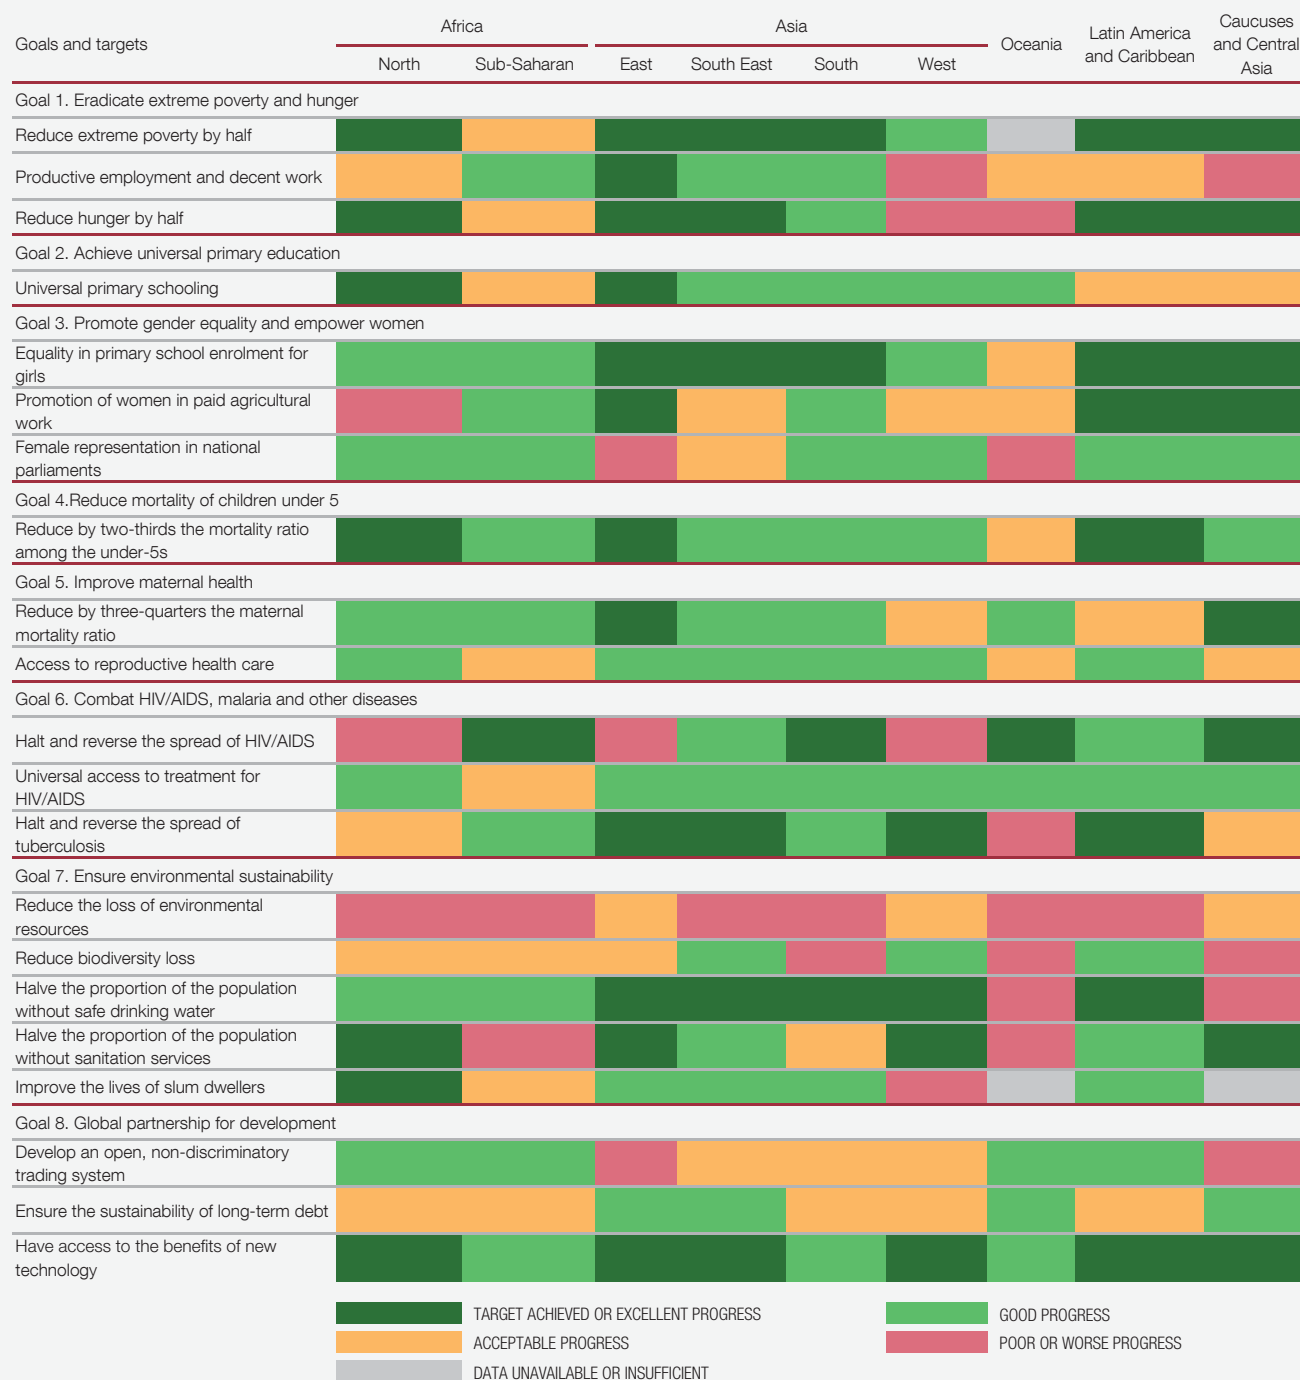 Goals and targets
Africa
Asia
Oceania
Latin America
and Caribbean
Caucuses
and Central
Asia
North
Sub-Saharan
East
South East
South
West
Goal 1. Eradicate extreme poverty and hunger
Reduce extreme poverty by half
Productive employment and decent work
Reduce hunger by half
Goal 2. Achieve universal primary education
Universal primary schooling
Goal 3. Promote gender equality and empower women
Equality in primary school enrolment for
girls
Promotion of women in paid agricultural
work
Female representation in national
parliaments
Goal 4.Reduce mortality of children under 5
Reduce by two-thirds the mortality ratio
among the under-5s
Goal 5. Improve maternal health
Reduce by three-quarters the maternal
mortality ratio
Access to reproductive health care
Goal 6. Combat HIV/AIDS, malaria and other diseases
Halt and reverse the spread of HIV/AIDS
Universal access to treatment for
HIV/AIDS
Halt and reverse the spread of
tuberculosis
Goal 7. Ensure environmental sustainability
Reduce the loss of environmental
resources
Reduce biodiversity loss
Halve the proportion of the population
without safe drinking water
Halve the proportion of the population
without sanitation services
Improve the lives of slum dwellers
Goal 8. Global partnership for development
Develop an open, non-discriminatory
trading system
Ensure the sustainability of long-term debt
Have access to the benefits of new
technology
TARGET ACHIEVED OR EXCELLENT PROGRESS
GOOD PROGRESS
ACCEPTABLE PROGRESS
POOR OR WORSE PROGRESS
DATA UNAVAILABLE OR INSUFFICIENT